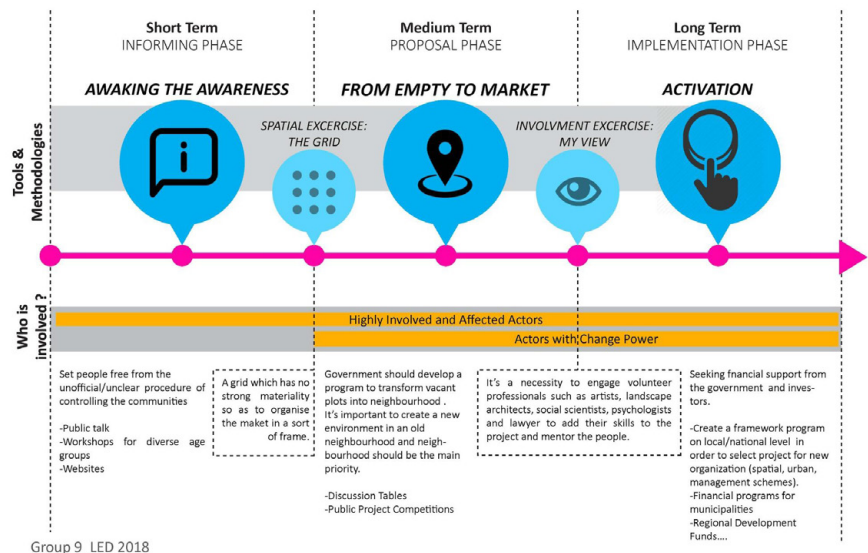 Short Term
INFORMING PHASE
Medium Term
PROPOSAL PHASE
Long Term
IMPLEMENTATION PHASE
AWAKING THE AWARENESS
FROM EMPTY TO MARKET
ACTIVATION
Tools &
Methodologies
SPATIAL EXCERCISE:
THE GRID
INVOLVMENT EXCERCISE:
MY VIEW
i
Who is
involved ?
Highly Involved and Affected Actors
Actors with Change Power
Set people free from the
unofficial/unclear procedure of
controlling the communities
-Public talk
-Workshops for diverse age
groups
-Websites
A grid which has no
strong materiality
so as to organise
the maket in a sort
of frame.
Government should develop a
program to transform vacant
plots into neighbourhood .
It's important to create a new
environment in an old
neighbourhood and neigh-
bourhood should be the main
priority.
-Discussion Tables
-Public Project Competitions
It's a necessity to engage volunteer
professionals such as artists, landscape
architects, social scientists, psychologists
and lawyer to add their skills to the
project and mentor the people.
Seeking fnancial support from
the government and inves-
tors.
-Create a framework program
on local/national level in
order to select project for new
organization (spatial, urban,
management schemes).
-Financial programs for
municipalities
-Regional Development
Funds....
Group 9 LED 2018